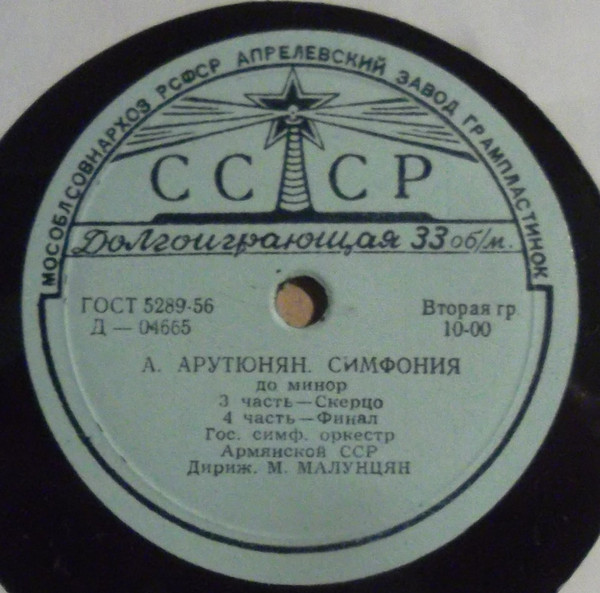 МОСОБЛСОВНАРХОЗ РСФСР АПРЕЛЕВСКИЙ ЗАВОД ГРАМПЛАСТИНОК
СССР
Долгоиграющая 33 об/м.
ГОСТ 5289-56
Д — 04665
Вторая гр.
10-00
А. АРУТЮНЯН. СИМФОНИЯ
до минор
3 часть—Скерцо
4 часть—Финал
Гос. симф. оркестр
Армянской ССР
Дириж. М. МАЛУНЦЯН